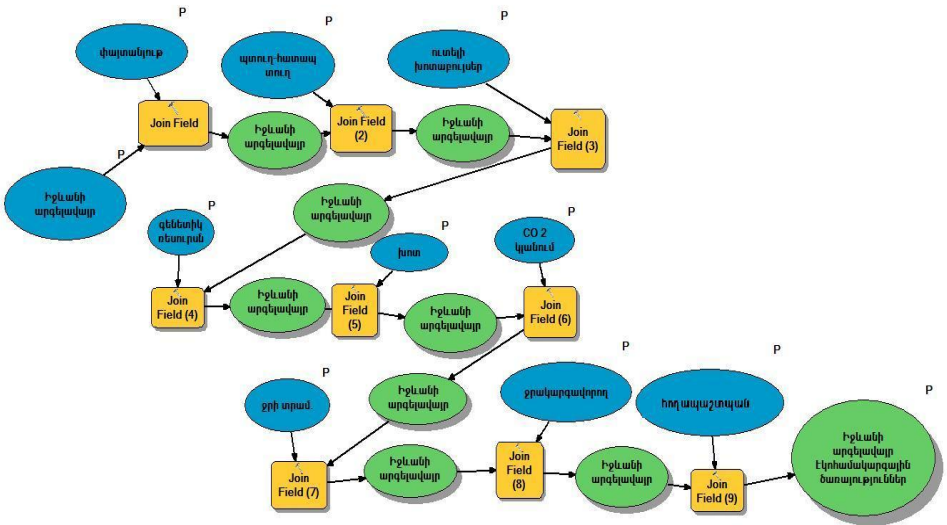 P
փայտանյութ
P
պտուղ-հատապ
տուղ
P
ուտելի
խոտաբույսեր
Join Field
Իջևանի
արգելավայր
Join Field
(2)
Իջևանի
արգելավայր
Join
Field (3)
P
Իջևանի
արգելավայր
Իջևանի
արգելավայր
P
գենետիկ
ռեսուրսն
P
խոտ
P
CO 2
կլանում
Join
Field (4)
Իջևանի
արգելավայր
Join
Field
(5)
Իջևանի
արգելավայր
Join
Field (6)
P
ջրի տրամ.
Իջևանի
արգելավայր
P
ջրակարգավորող
P
հողապաշտպան
P
Իջևանի
արգելավայր
էկոհամակարգային
ծառայություններ
Join
Field (7)
Իջևանի
արգելավայր
Join
Field
(8)
Իջևանի
արգելավայր
Join
Field (9)